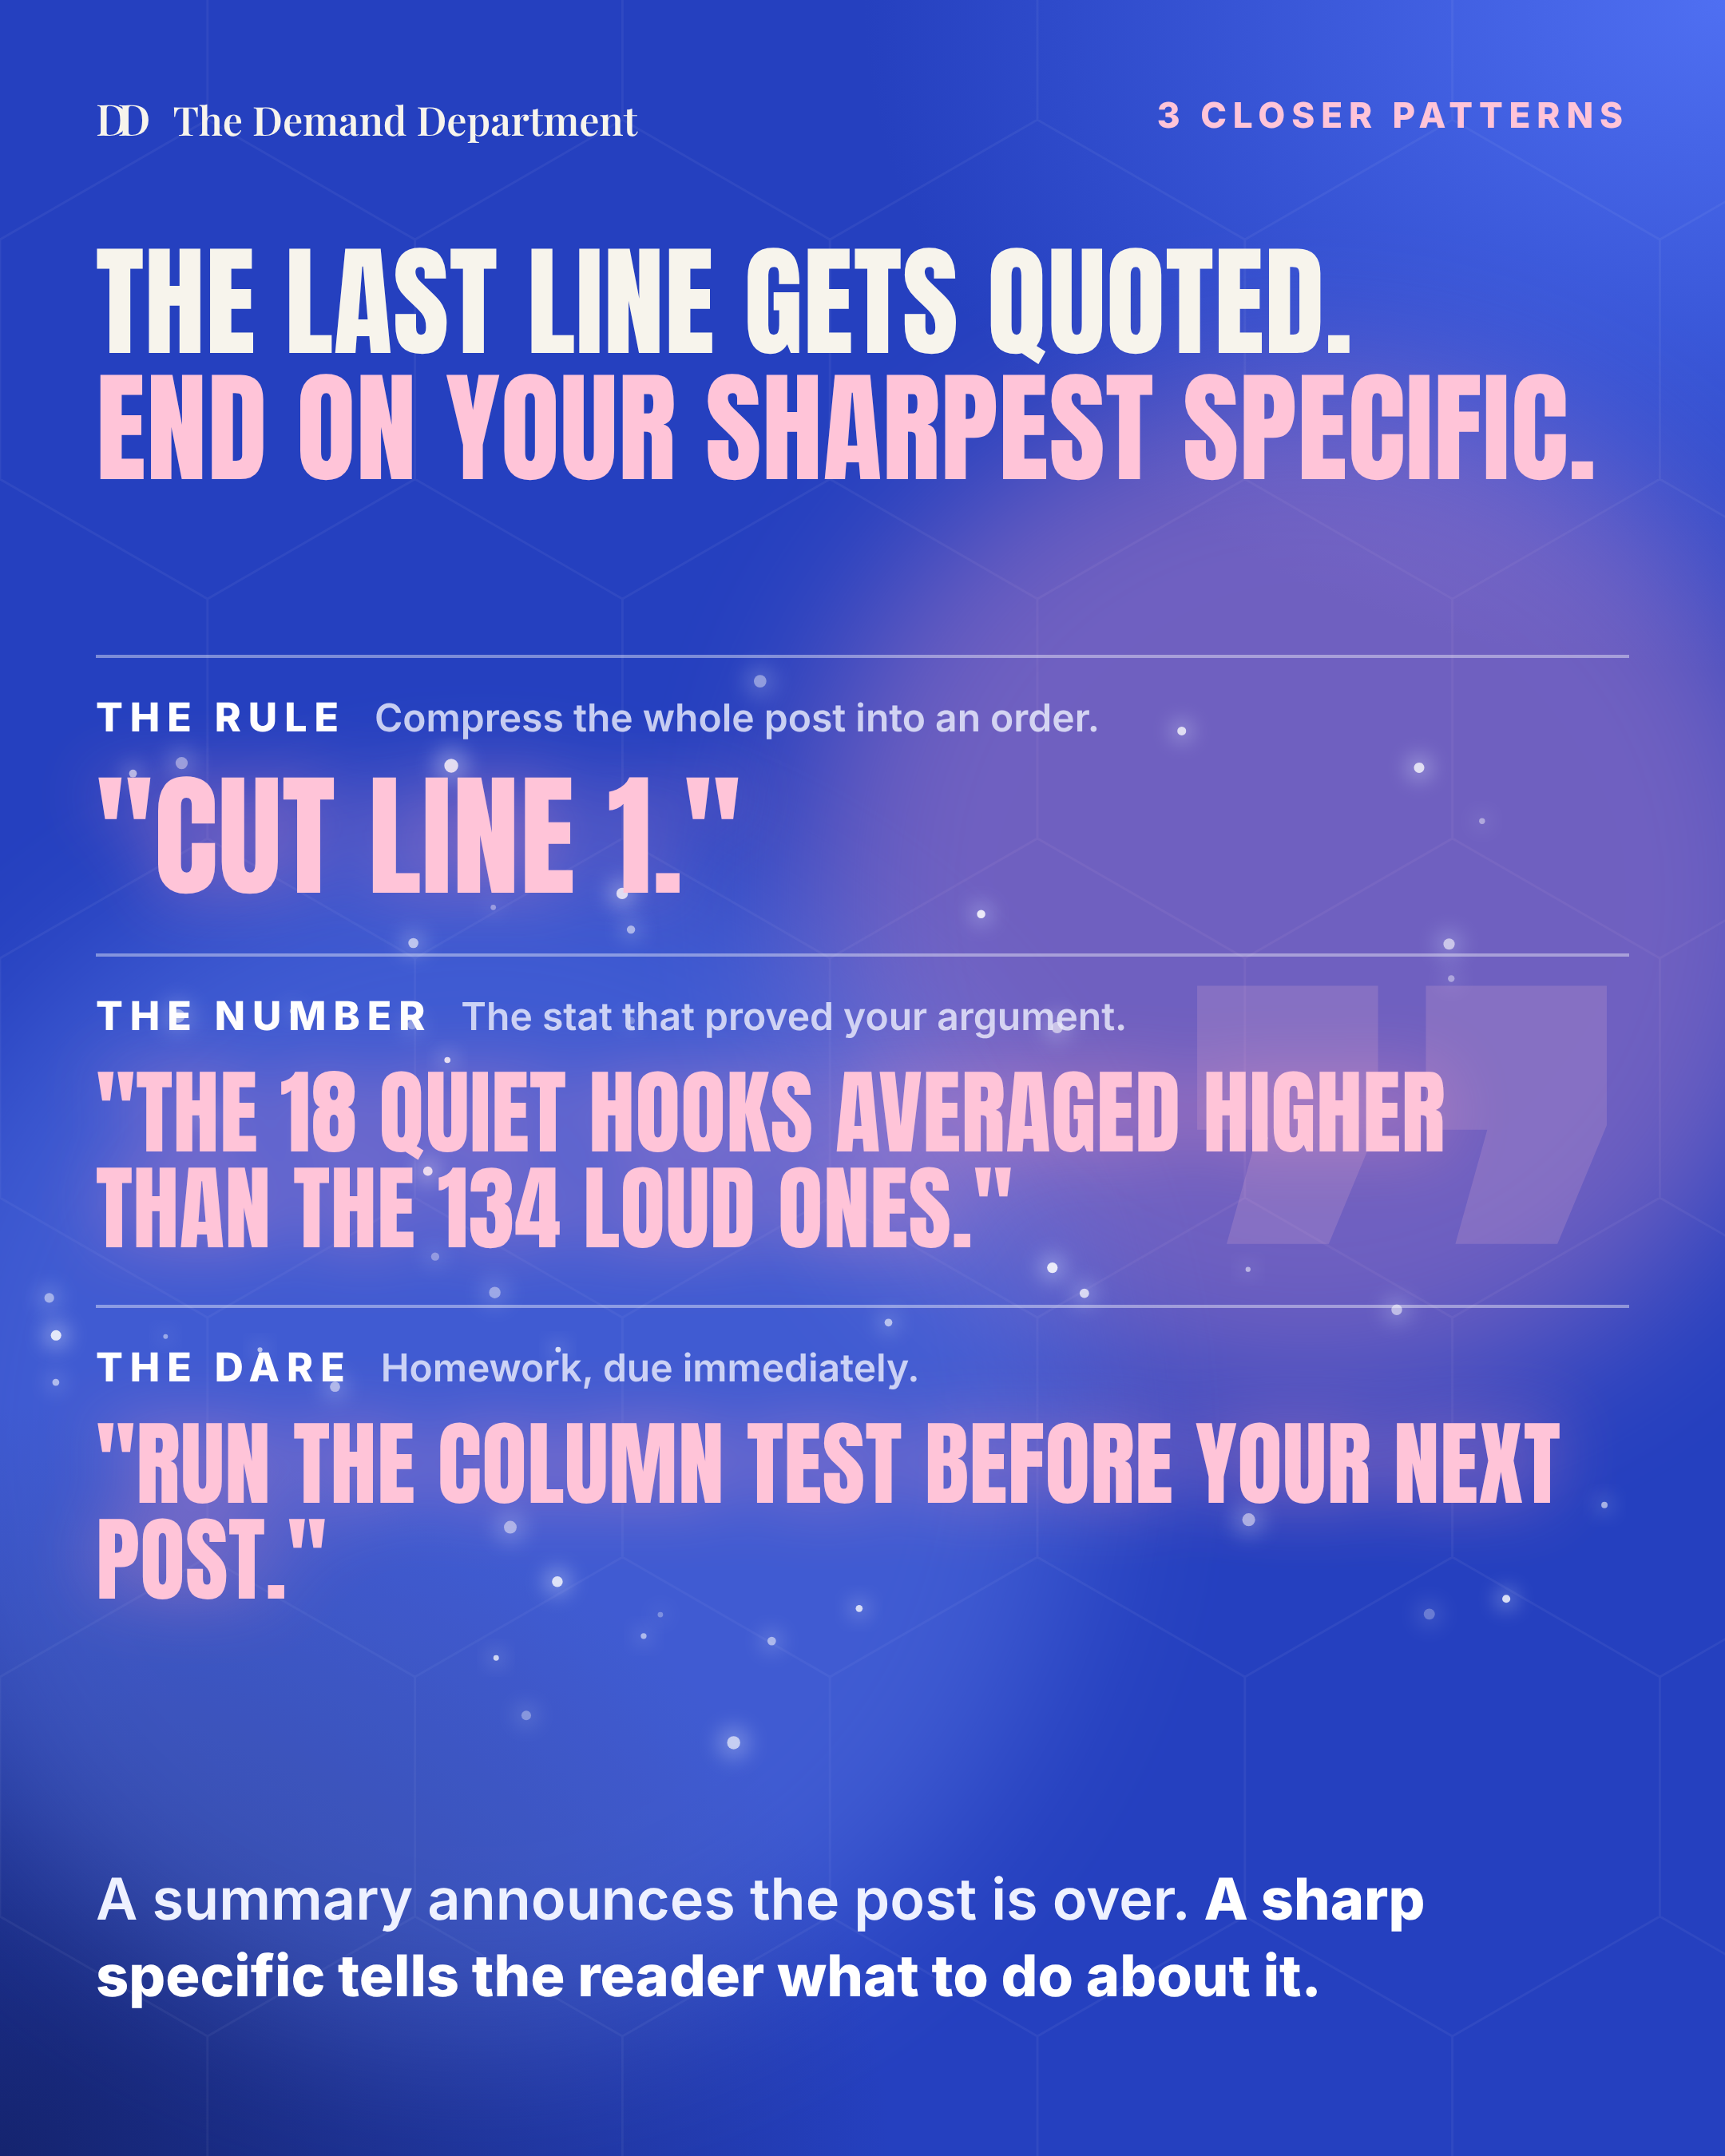 DD The Demand Department
3 CLOSER PATTERNS
THE LAST LINE GETS QUOTED.
END ON YOUR SHARPEST SPECIFIC.
THE RULE Compress the whole post into an order.
"CUT LINE 1."
THE NUMBER The stat that proved your argument.
"THE 18 QUIET HOOKS AVERAGED HIGHER
THAN THE 134 LOUD ONES."
THE DARE Homework, due immediately.
"RUN THE COLUMN TEST BEFORE YOUR NEXT
POST."
A summary announces the post is over. A sharp
specific tells the reader what to do about it.